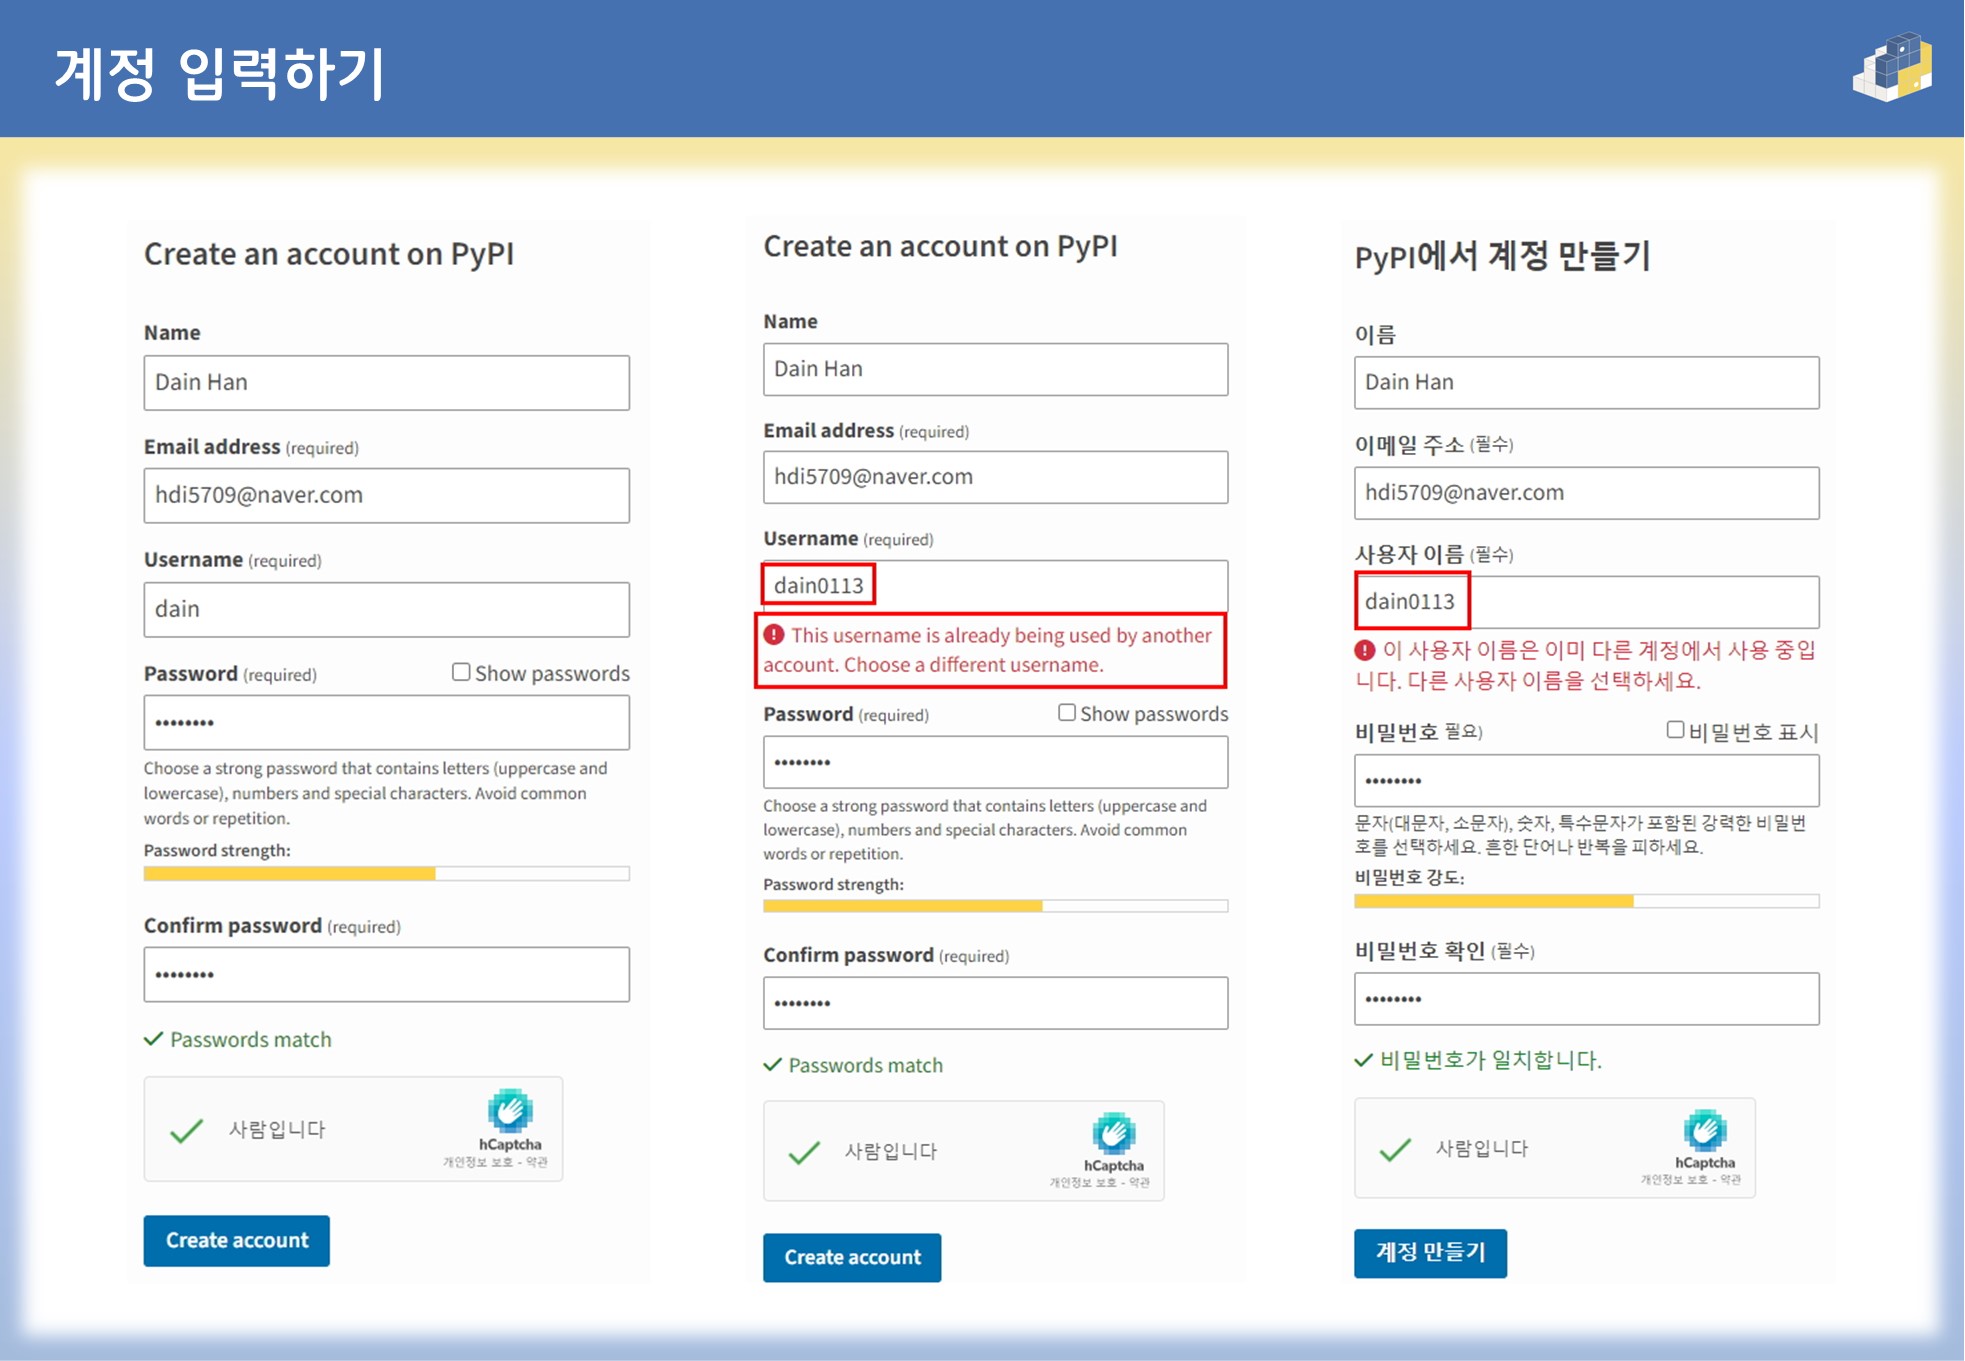 계정 입력하기
Create an account on PyPI
Name
Dain Han
Email address (required)
hdi5709@naver.com
Username (required)
dain
Password (required)
Show passwords
••••••••
Choose a strong password that contains letters (uppercase and
lowercase), numbers and special characters. Avoid common
words or repetition.
Password strength:
Confirm password (required)
••••••••
Passwords match
사람입니다
hCaptcha
개인정보 보호 - 약관
Create account
Create an account on PyPI
Name
Dain Han
Email address (required)
hdi5709@naver.com
Username (required)
dain0113
This username is already being used by another
account. Choose a different username.
Password (required)
Show passwords
••••••••
Choose a strong password that contains letters (uppercase and
lowercase), numbers and special characters. Avoid common
words or repetition.
Password strength:
Confirm password (required)
••••••••
Passwords match
사람입니다
hCaptcha
개인정보 보호 - 약관
Create account
PyPI에서 계정 만들기
이름
Dain Han
이메일 주소 (필수)
hdi5709@naver.com
사용자 이름 (필수)
dain0113
이 사용자 이름은 이미 다른 계정에서 사용 중입
니다. 다른 사용자 이름을 선택하세요.
비밀번호 필요)
비밀번호 표시
••••••••
문자(대문자, 소문자), 숫자, 특수문자가 포함된 강력한 비밀번
호를 선택하세요. 흔한 단어나 반복을 피하세요.
비밀번호 강도:
비밀번호 확인 (필수)
••••••••
비밀번호가 일치합니다.
사람입니다
hCaptcha
개인정보 보호 - 약관
계정 만들기